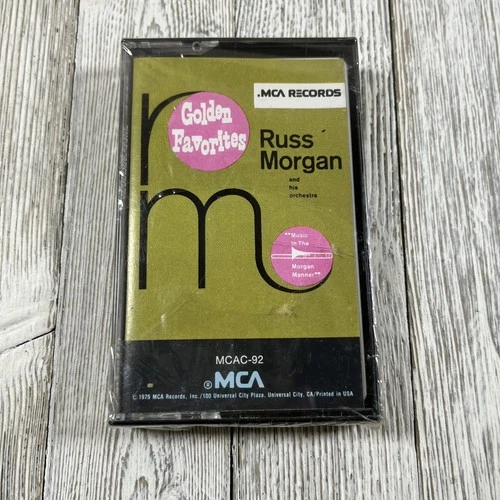 .MCA RECORDS
Golden
Favorites
Russ
Morgan
and
his
orchestra
rm
"Music
In The
Morgan
Manner"
MCAC-92
®MCA
© 1975 MCA Records, Inc./100 Universal City Plaza, Universal City, CA/Printed in USA